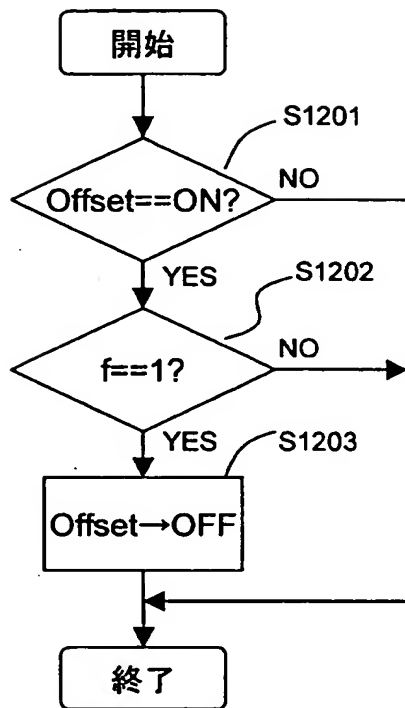 開始
S1201
Offset==ON?
NO
YES
S1202
f==1?
NO
YES
S1203
Offset→OFF
終了